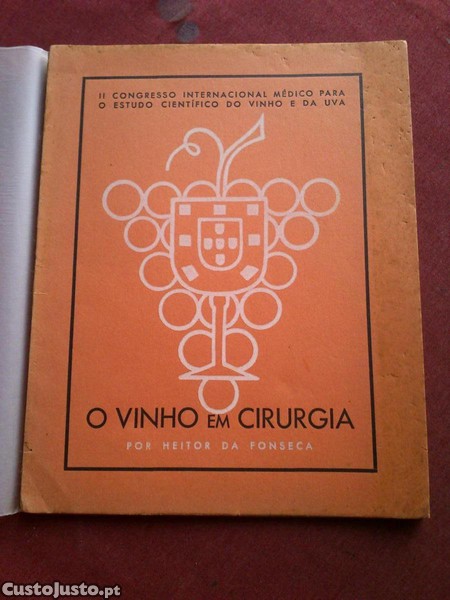 II CONGRESSO INTERNACIONAL MÉDICO PARA
O ESTUDO CIENTÍFICO DO VINHO E DA UVA
O VINHO EM CIRURGIA
POR HEITOR DA FONSECA
CustoJusto.pt